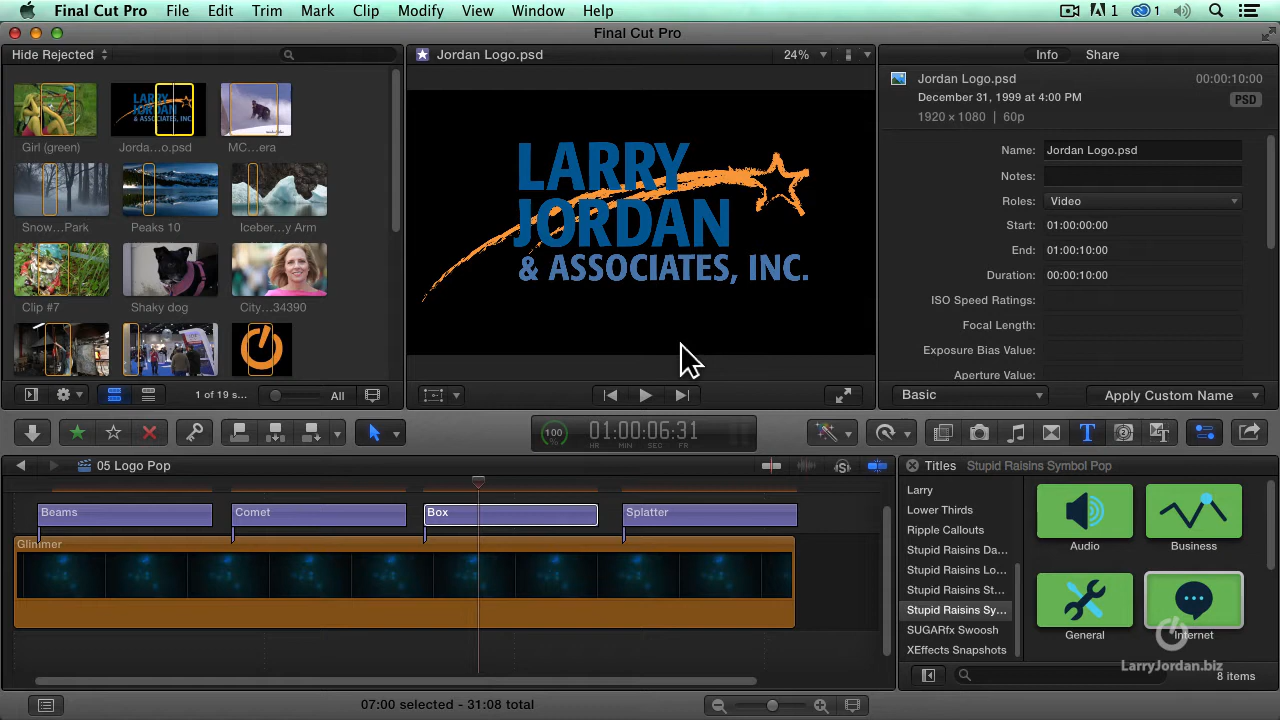 Final Cut Pro File Edit Trim Mark Clip Modify View Window Help 1 1
Final Cut Pro
Hide Rejected
Jordan Logo.psd 24%
Info Share
Girl (green) Jorda...o.psd MC...era
LARRY
JORDAN
& ASSOCIATES, INC.
Snow...Park Peaks 10 Iceber...y Arm
Clip #7 Shaky dog City...34390
1 of 19 s... All
LARRY
JORDAN
& ASSOCIATES, INC.
Jordan Logo.psd 00:00:10:00
December 31, 1999 at 4:00 PM PSD
1920 × 1080 | 60p
Name: Jordan Logo.psd
Notes:
Roles: Video
Start: 01:00:00:00
End: 01:00:10:00
Duration: 00:00:10:00
ISO Speed Ratings:
Focal Length:
Exposure Bias Value:
Aperture Value:
Basic Apply Custom Name
100 % 01:00:06:31
HR MIN SEC FR
T
05 Logo Pop
Beams Comet Box Splatter
Glimmer
Titles Stupid Raisins Symbol Pop
Larry
Lower Thirds
Ripple Callouts
Stupid Raisins Da...
Stupid Raisins Lo...
Stupid Raisins St...
Stupid Raisins Sy...
SUGARfx Swoosh
XEffects Snapshots
Audio Business
General Internet
LarryJordan.biz
8 items
07:00 selected - 31:08 total